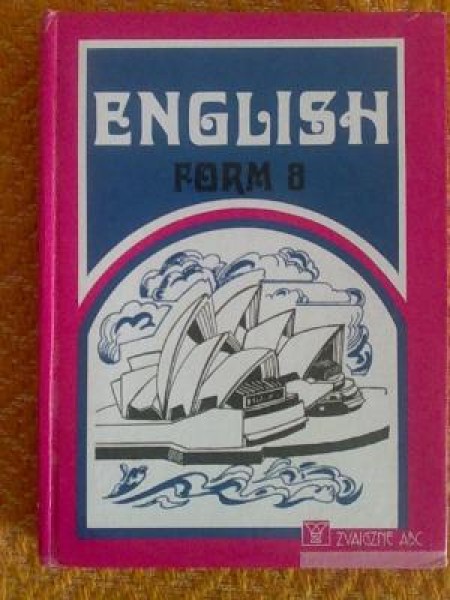 ENGLISH
FORM 8
ZVAIGZNE ABC